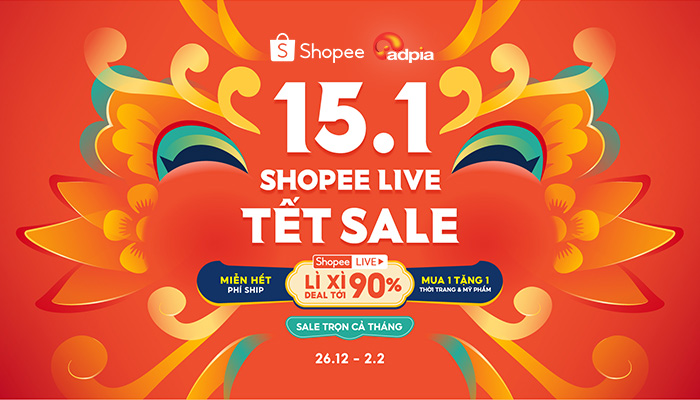 Shopee adpia
15.1
SHOPEE LIVE
TẾT SALE
Shopee LIVE
MIỄN HẾT
PHÍ SHIP
LÌ XÌ
DEAL TỚI
90%
MUA 1 TẶNG 1
THỜI TRANG & MỸ PHẨM
SALE TRỌN CẢ THÁNG
26.12 - 2.2